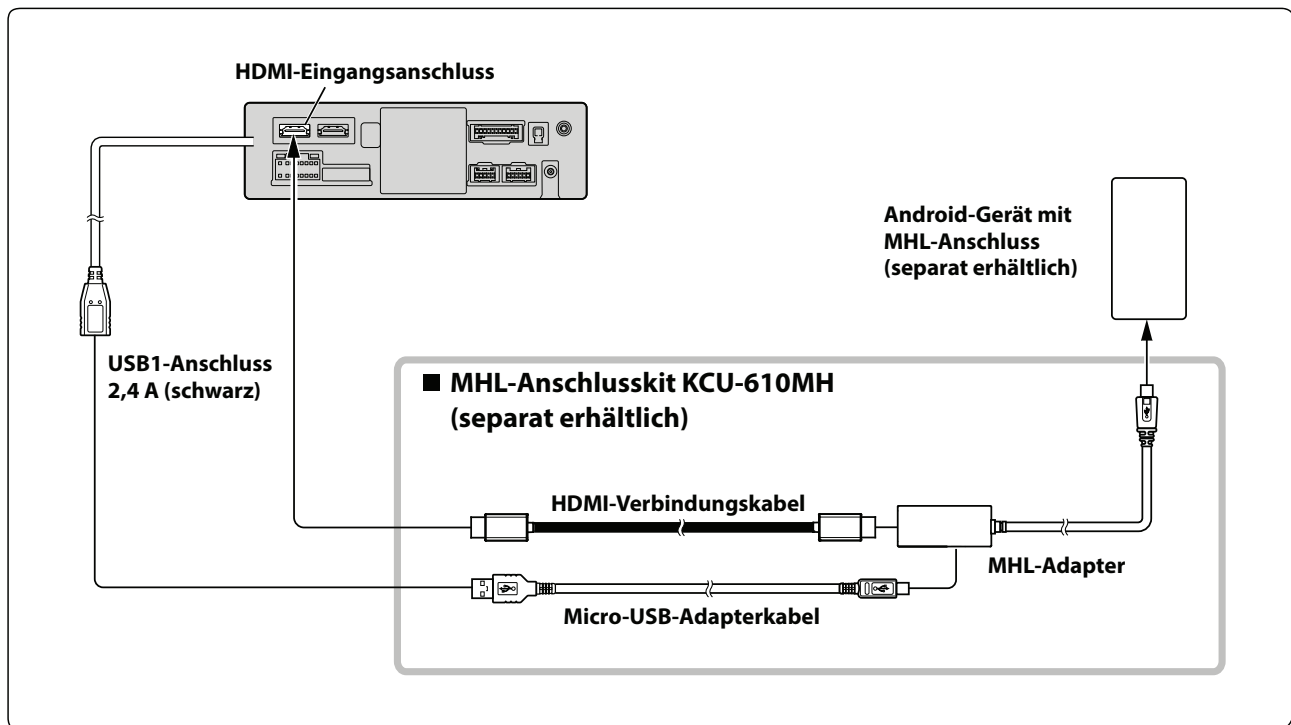 HDMI-Eingangsanschluss
Android-Gerät mit
MHL-Anschluss
(separat erhältlich)
USB1-Anschluss
2,4 A (schwarz)
■ MHL-Anschlusskit KCU-610MH
(separat erhältlich)
HDMI-Verbindungskabel
MHL-Adapter
Micro-USB-Adapterkabel